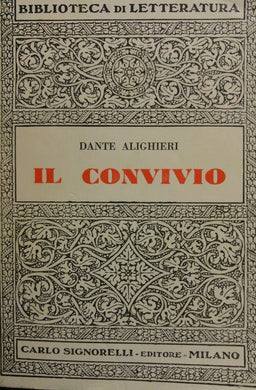 BIBLIOTECA DI LETTERATURA
DANTE ALIGHIERI
IL CONVIVIO
CARLO SIGNORELLI - EDITORE - MILANO